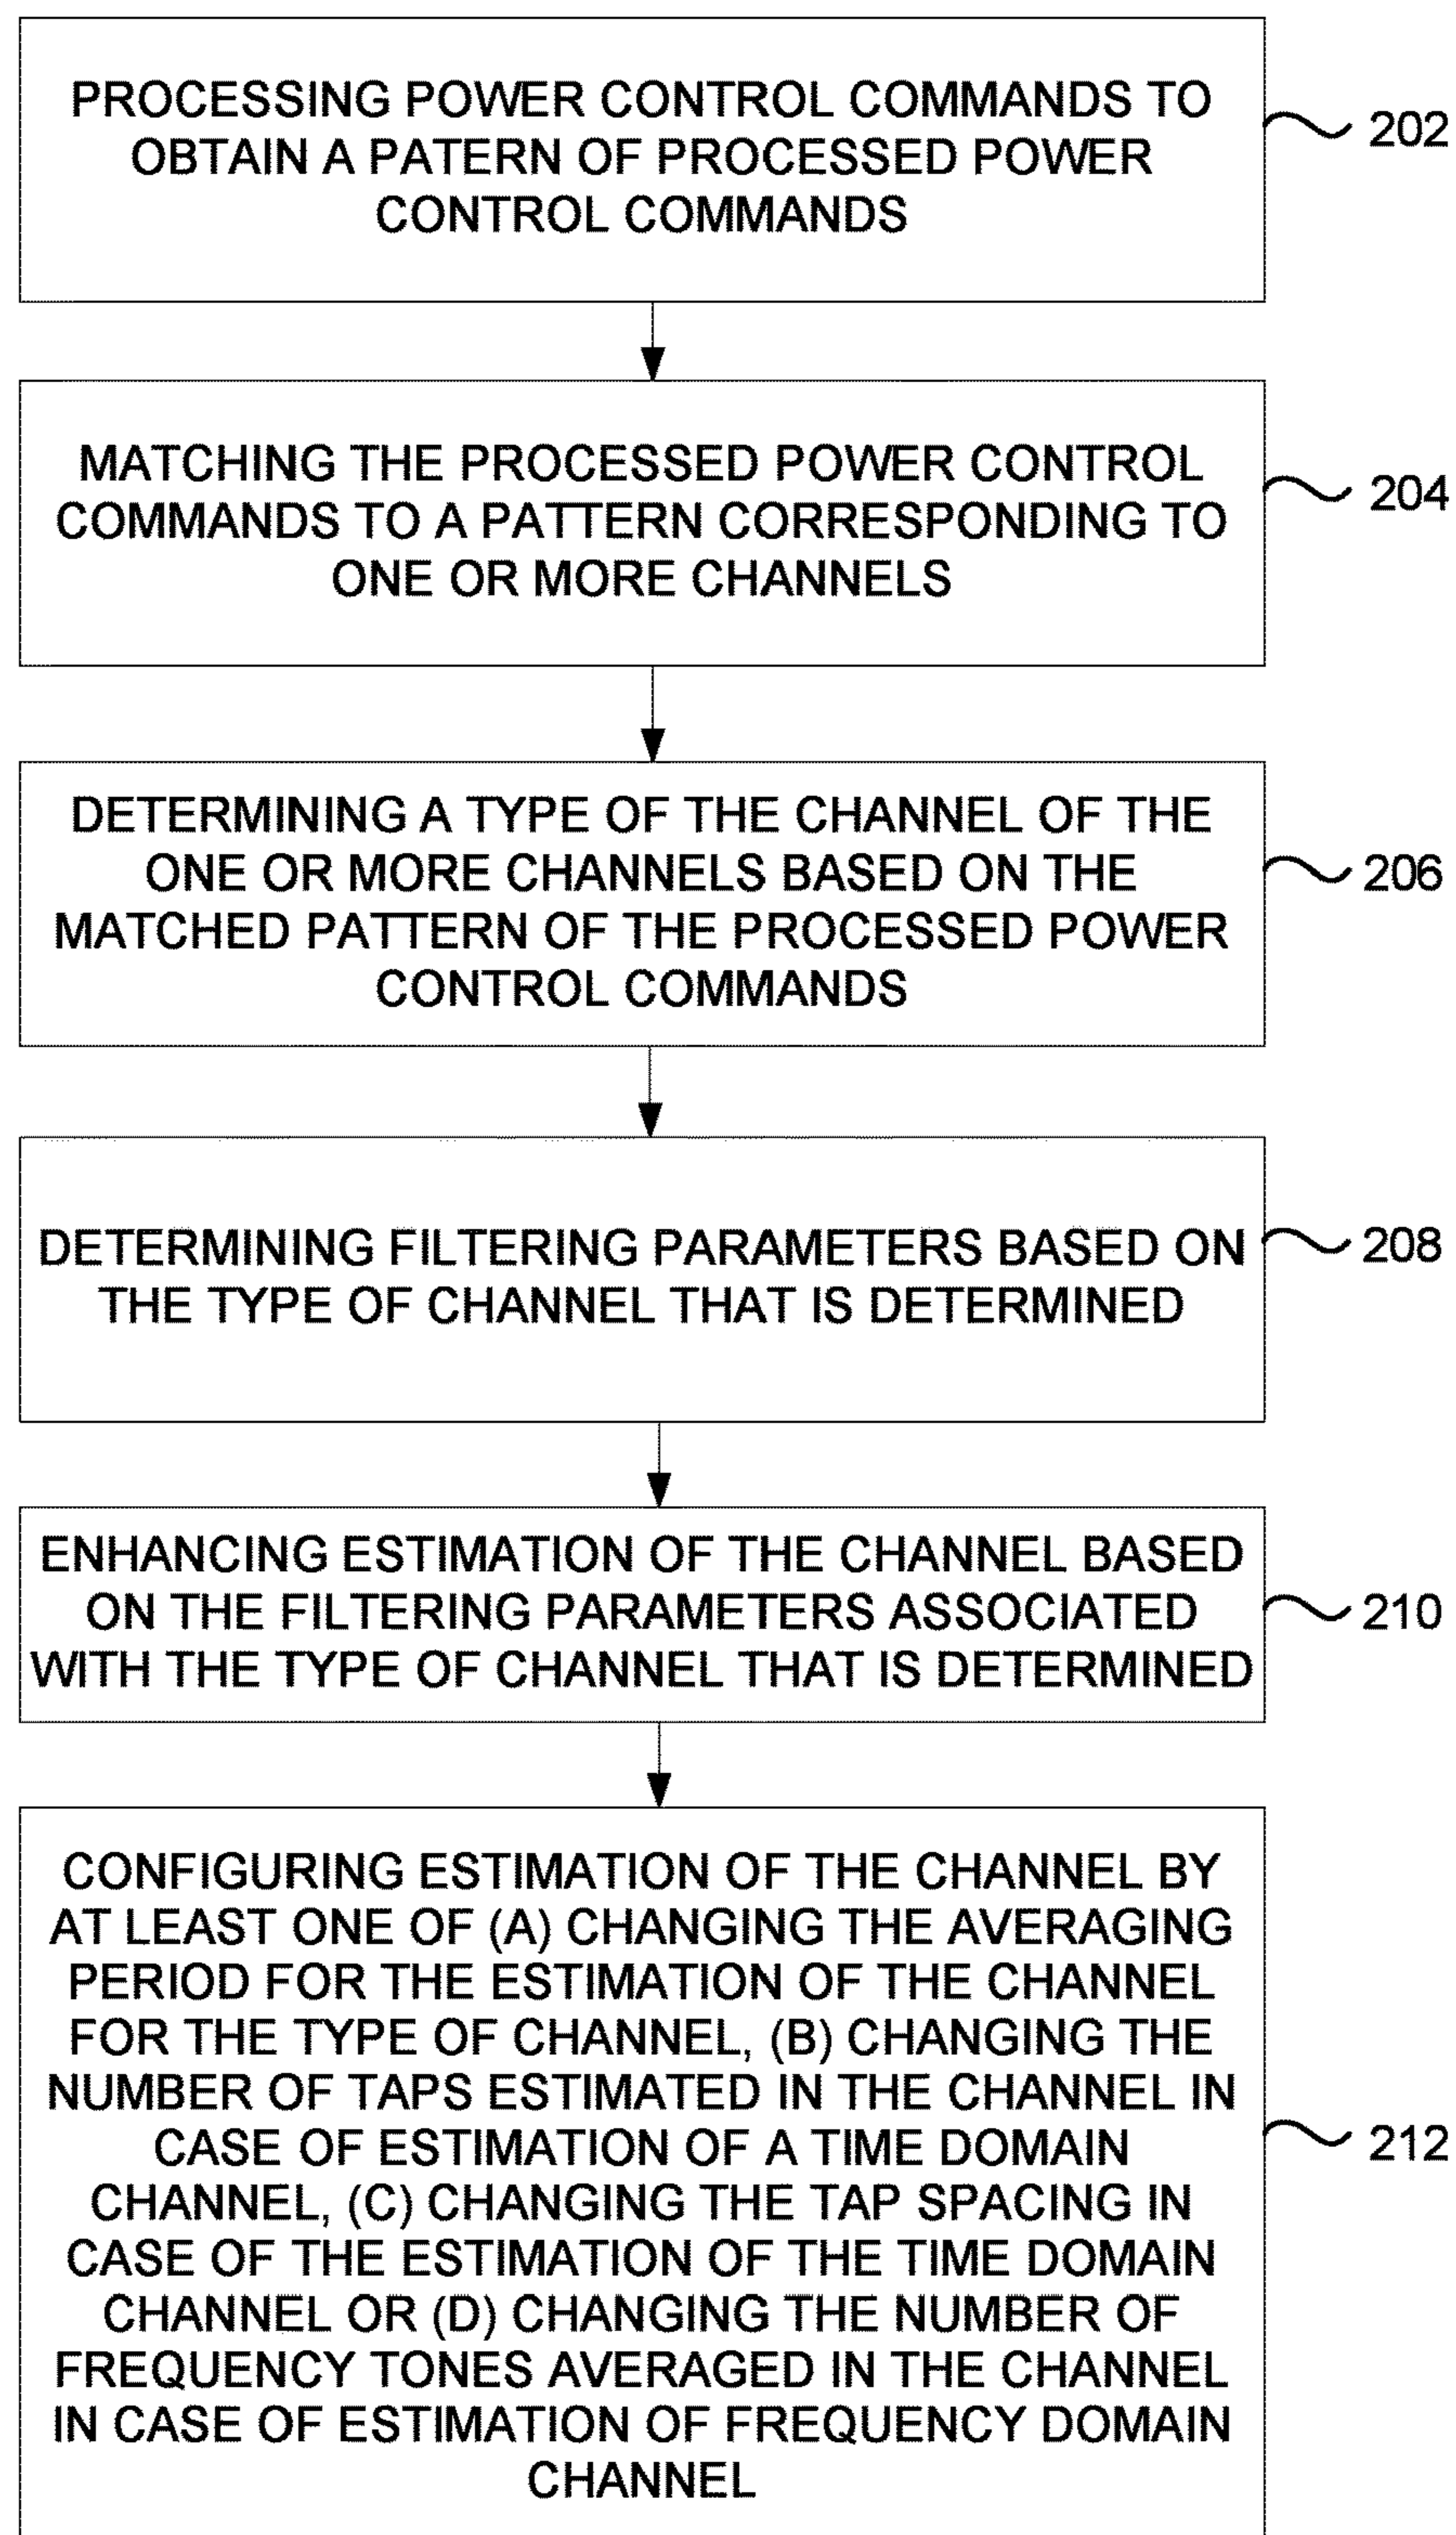 PROCESSING POWER CONTROL COMMANDS TO
OBTAIN A PATERN OF PROCESSED POWER
CONTROL COMMANDS
202
MATCHING THE PROCESSED POWER CONTROL
COMMANDS TO A PATTERN CORRESPONDING TO
ONE OR MORE CHANNELS
204
DETERMINING A TYPE OF THE CHANNEL OF THE
ONE OR MORE CHANNELS BASED ON THE
MATCHED PATTERN OF THE PROCESSED POWER
CONTROL COMMANDS
206
DETERMINING FILTERING PARAMETERS BASED ON
THE TYPE OF CHANNEL THAT IS DETERMINED
208
ENHANCING ESTIMATION OF THE CHANNEL BASED
ON THE FILTERING PARAMETERS ASSOCIATED
WITH THE TYPE OF CHANNEL THAT IS DETERMINED
210
CONFIGURING ESTIMATION OF THE CHANNEL BY
AT LEAST ONE OF (A) CHANGING THE AVERAGING
PERIOD FOR THE ESTIMATION OF THE CHANNEL
FOR THE TYPE OF CHANNEL, (B) CHANGING THE
NUMBER OF TAPS ESTIMATED IN THE CHANNEL IN
CASE OF ESTIMATION OF A TIME DOMAIN
CHANNEL, (C) CHANGING THE TAP SPACING IN
CASE OF THE ESTIMATION OF THE TIME DOMAIN
CHANNEL OR (D) CHANGING THE NUMBER OF
FREQUENCY TONES AVERAGED IN THE CHANNEL
IN CASE OF ESTIMATION OF FREQUENCY DOMAIN
CHANNEL
212